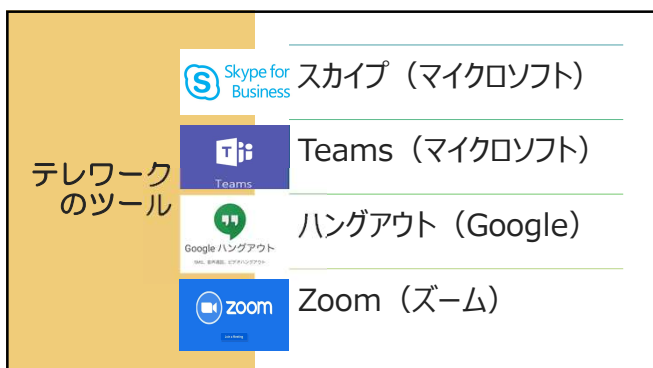 テレワーク
のツール
Skype for
Business
スカイプ（マイクロソフト）
Teams
Teams（マイクロソフト）
Google ハングアウト
ハングアウト（Google）
zoom
Zoom（ズーム）